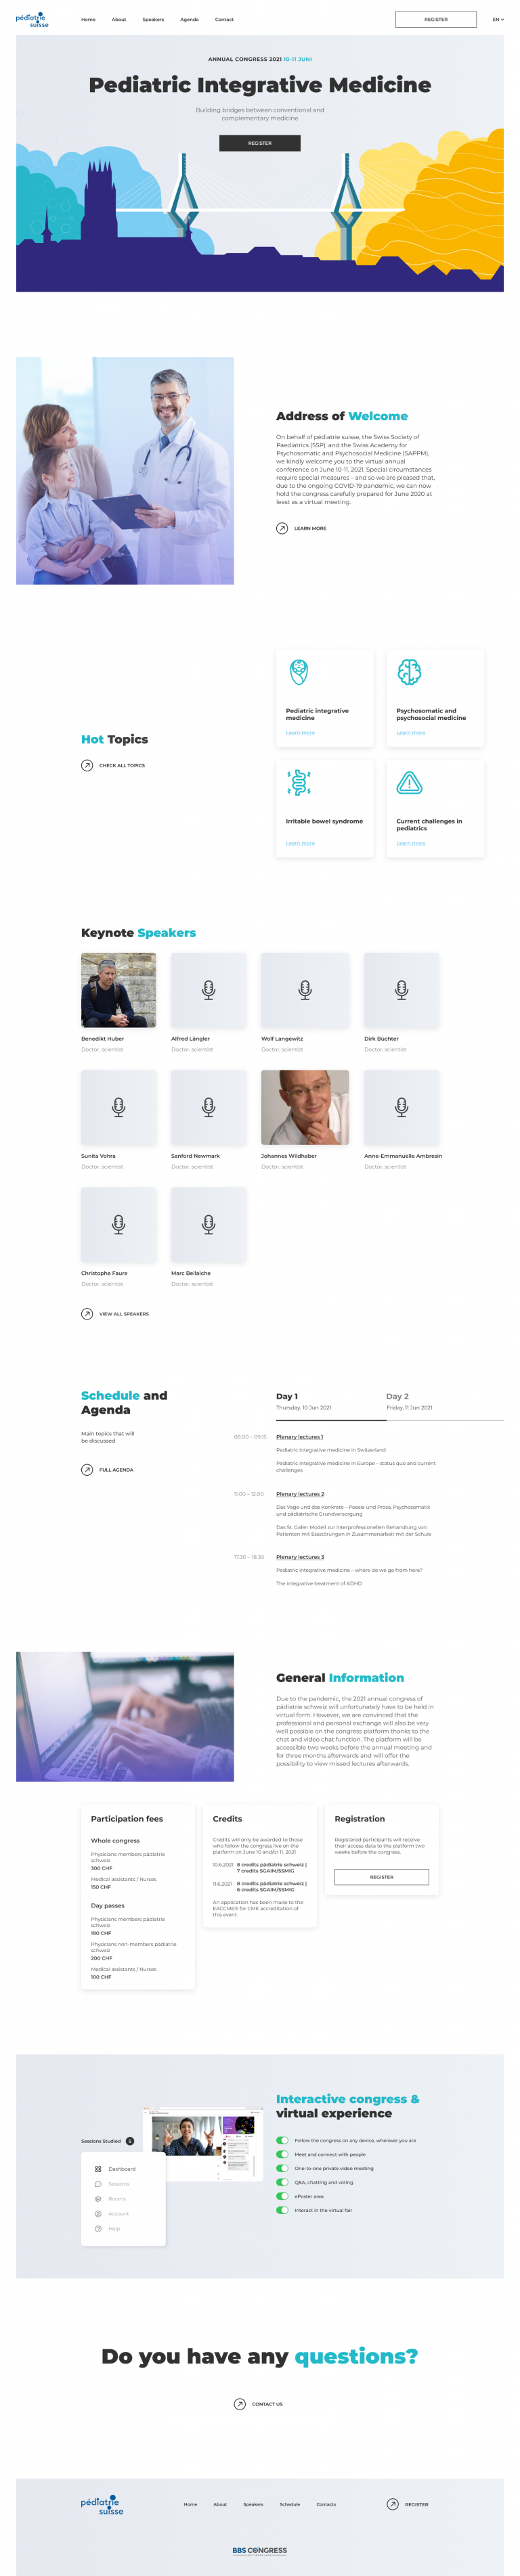 pédiatrie
suisse
Home
About
Speakers
Agenda
Contact
REGISTER
EN
ANNUAL CONGRESS 2021 10-11 JUNI
Pediatric Integrative Medicine
Building bridges between conventional and
complementary medicine
REGISTER
Address of Welcome
On behalf of pédiatrie suisse, the Swiss Society of
Paediatrics (SSP), and the Swiss Academy for
Psychosomatic and Psychosocial Medicine (SAPPM),
we kindly welcome you to the virtual annual
conference on June 10-11, 2021. Special circumstances
require special measures – and so we are pleased that,
due to the ongoing COVID-19 pandemic, we can now
hold the congress carefully prepared for June 2020 at
least as a virtual meeting.
LEARN MORE
Hot Topics
CHECK ALL TOPICS
Pediatric integrative
medicine
Learn more
Psychosomatic and
psychosocial medicine
Learn more
Irritable bowel syndrome
Learn more
Current challenges in
pediatrics
Learn more
Keynote Speakers
Benedikt Huber
Doctor, scientist
Alfred Längler
Doctor, scientist
Wolf Langewitz
Doctor, scientist
Dirk Büchter
Doctor, scientist
Sunita Vohra
Doctor, scientist
Sanford Newmark
Doctor, scientist
Johannes Wildhaber
Doctor, scientist
Anne-Emmanuelle Ambresin
Doctor, scientist
Christophe Faure
Doctor, scientist
Marc Bellaiche
Doctor, scientist
VIEW ALL SPEAKERS
Schedule and
Agenda
Main topics that will
be discussed
FULL AGENDA
Day 1
Thursday, 10 Jun 2021
Day 2
Friday, 11 Jun 2021
08.00 – 09.15
Plenary lectures 1
Pediatric integrative medicine in Switzerland
Pediatric integrative medicine in Europe - status quo and current
challenges
11.00 – 12.00
Plenary lectures 2
Das Vage und das Konkrete – Poesie und Prosa. Psychosomatik
und pädiatrische Grundversorgung
Das St. Galler Modell zur interprofessionellen Behandlung von
Patienten mit Essstörungen in Zusammenarbeit mit der Schule
17.30 – 18.30
Plenary lectures 3
Pediatric integrative medicine – where do we go from here?
The integrative treatment of ADHD
General Information
Due to the pandemic, the 2021 annual congress of
pädiatrie schweiz will unfortunately have to be held in
virtual form. However, we are convinced that the
professional and personal exchange will also be very
well possible on the congress platform thanks to the
chat and video chat function. The platform will be
accessible two weeks before the annual meeting and
for three months afterwards and will offer the
possibility to view missed lectures afterwards.
Participation fees
Whole congress
Physicians members pädiatrie
schweiz
300 CHF
Medical assistants / Nurses
150 CHF
Day passes
Physicians members pädiatrie
schweiz
180 CHF
Physicians non-members pädiatrie
schweiz
200 CHF
Medical assistants / Nurses
100 CHF
Credits
Credits will only be awarded to those
who follow the congress live on the
platform on June 10 and/or 11, 2021
10.6.2021 8 credits pädiatrie schweiz |
7 credits SGAIM/SSMIG
11.6.2021 8 credits pädiatrie schweiz |
6 credits SGAIM/SSMIG
An application has been made to the
EACCME® for CME accreditation of
this event.
Registration
Registered participants will receive
their access data to the platform two
weeks before the congress.
REGISTER
Sessions Studied
Dashboard
Sessions
Rooms
Account
Help
Interactive congress &
virtual experience
Follow the congress on any device, wherever you are
Meet and connect with people
One-to-one private video meeting
Q&A, chatting and voting
ePoster area
Interact in the virtual fair
Do you have any questions?
CONTACT US
pédiatrie
suisse
Home
About
Speakers
Schedule
Contacts
REGISTER
BBS CONGRESS